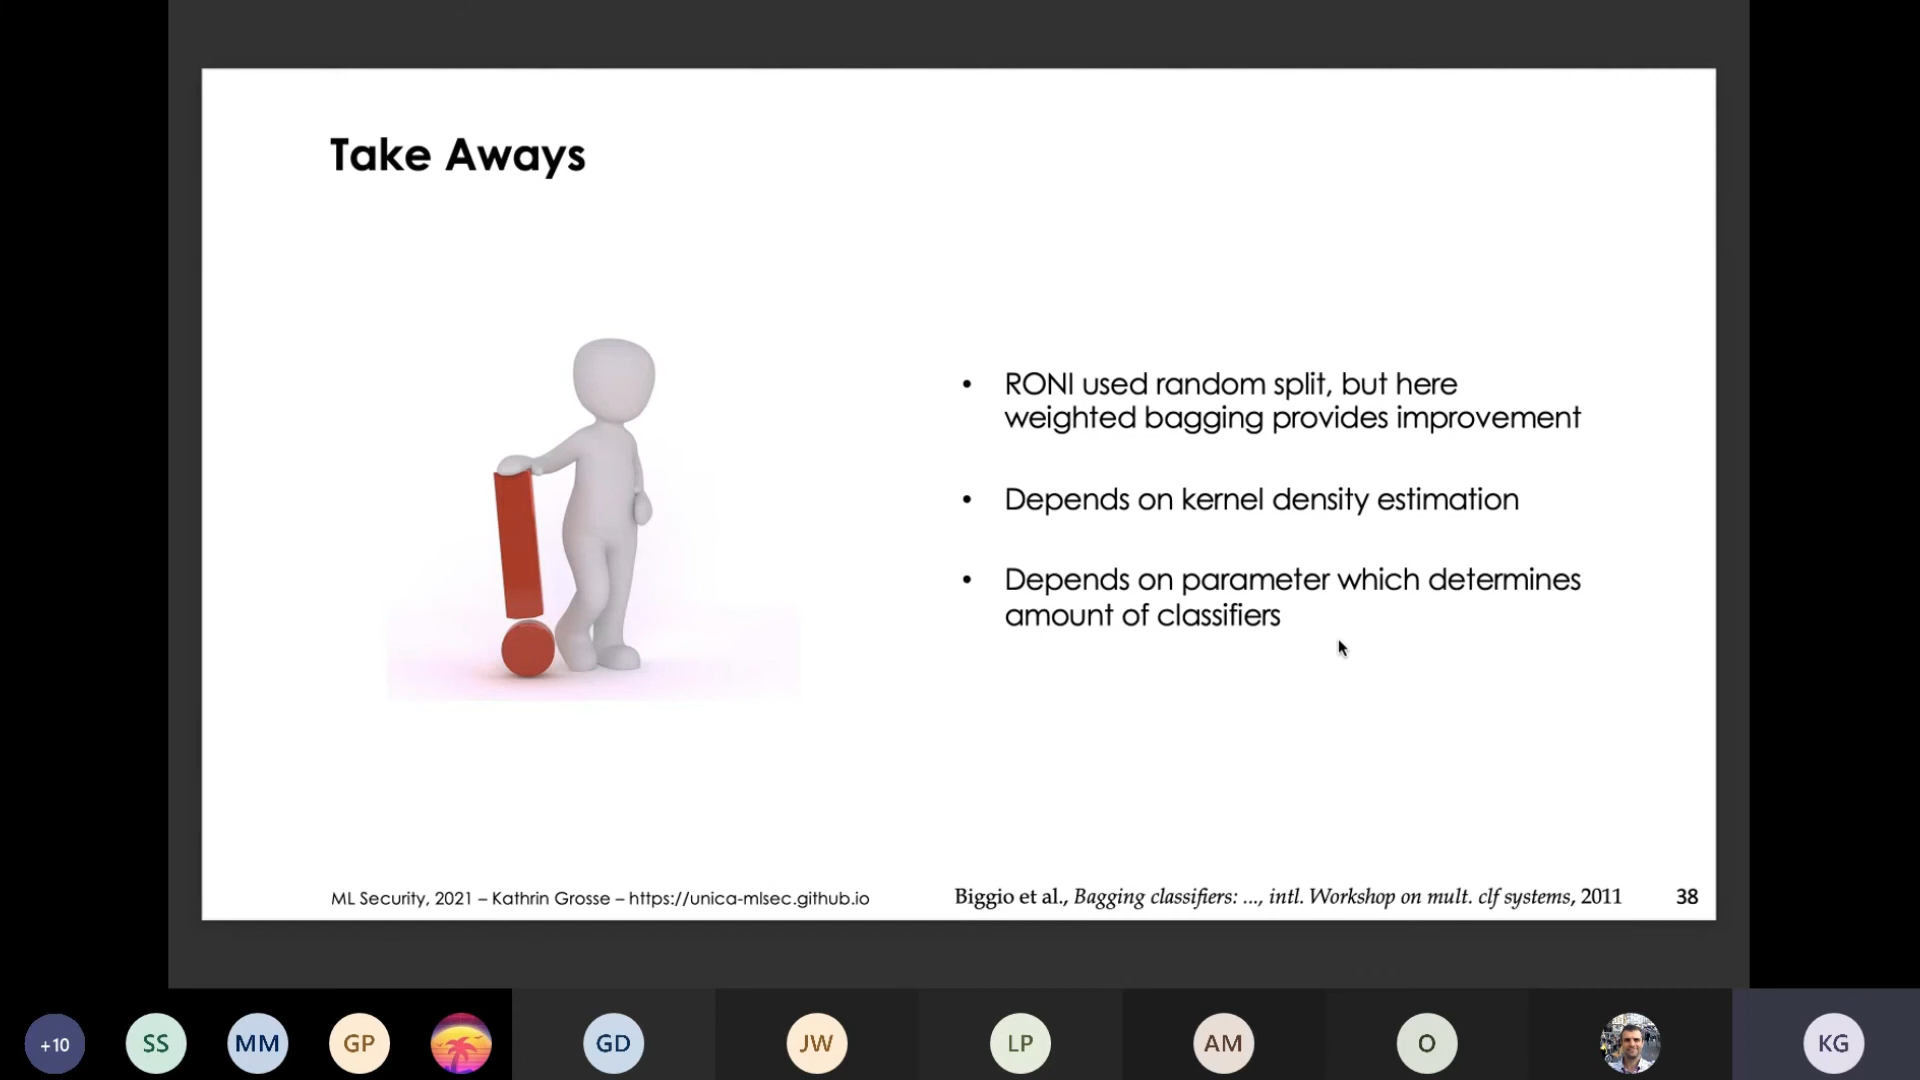 Take Aways
• RONI used random split, but here
weighted bagging provides improvement
• Depends on kernel density estimation
• Depends on parameter which determines
amount of classifiers
ML Security, 2021 – Kathrin Grosse – https://unica-mlsec.github.io
Biggio et al., Bagging classifiers: ..., intl. Workshop on mult. clf systems, 2011
38
+10
SS
MM
GP
GD
JW
LP
AM
O
KG